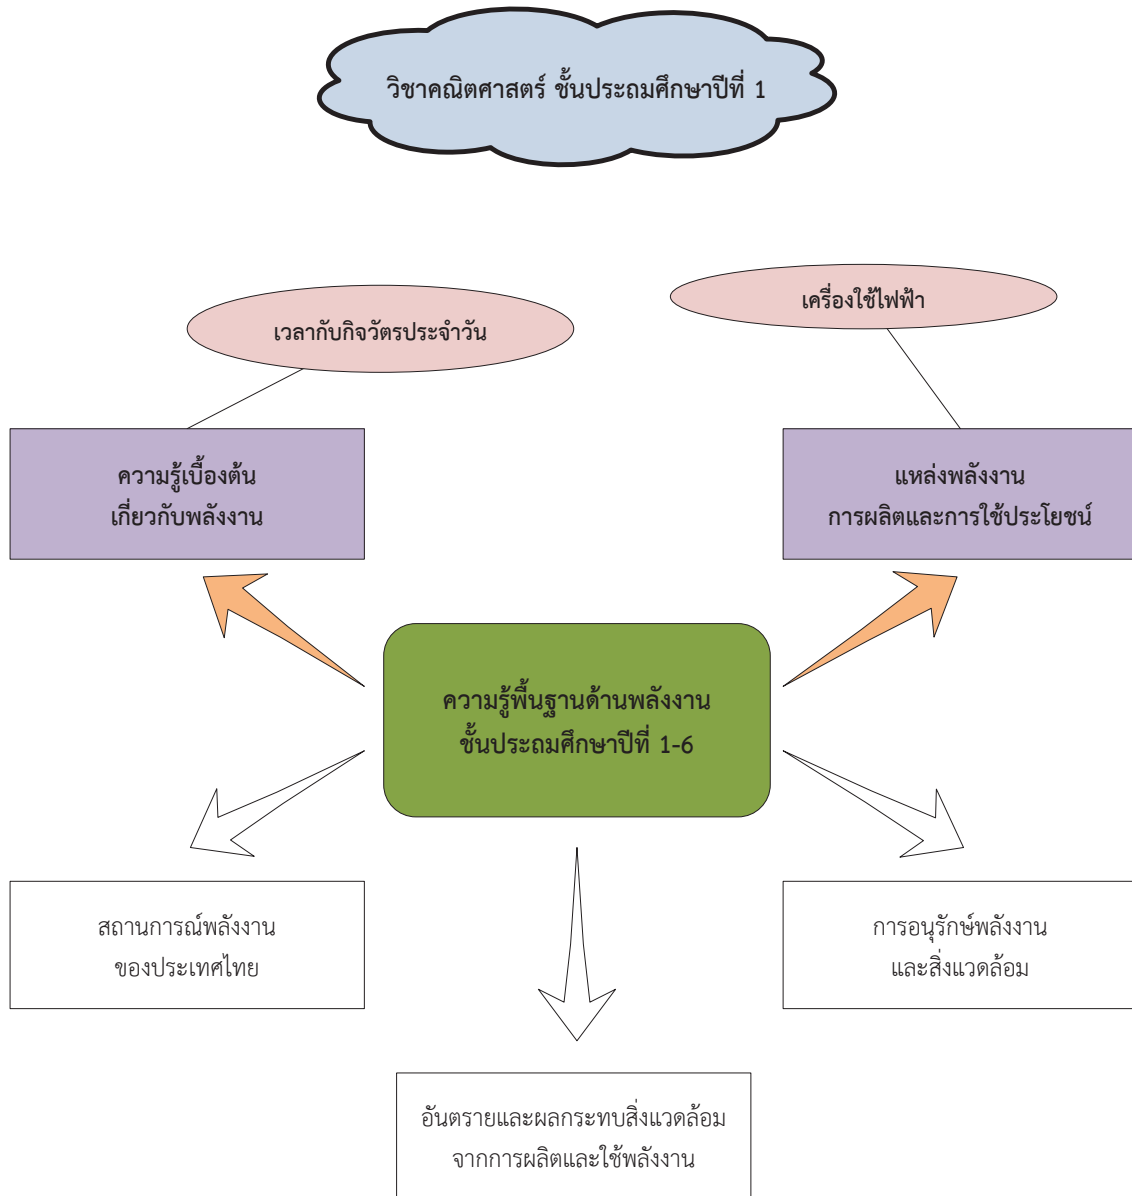 วิชาคณิตศาสตร์ ชั้นประถมศึกษาปีที่ 1
เครื่องใช้ไฟฟ้า
เวลากับกิจวัตรประจำวัน
ความรู้เบื้องต้น
เกี่ยวกับพลังงาน
แหล่งพลังงาน
การผลิตและการใช้ประโยชน์
ความรู้พื้นฐานด้านพลังงาน
ชั้นประถมศึกษาปีที่ 1-6
สถานการณ์พลังงาน
ของประเทศไทย
การอนุรักษ์พลังงาน
และสิ่งแวดล้อม
อันตรายและผลกระทบสิ่งแวดล้อม
จากการผลิตและใช้พลังงาน